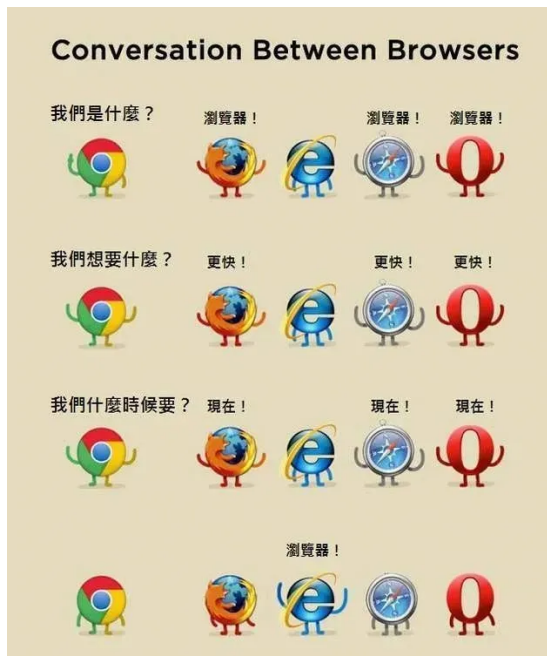 Conversation Between Browsers
我們是什麼？ 瀏覽器！ 瀏覽器！ 瀏覽器！
我們想要什麼？ 更快！ 更快！ 更快！
我們什麼時候要？ 現在！ 現在！ 現在！
瀏覽器！